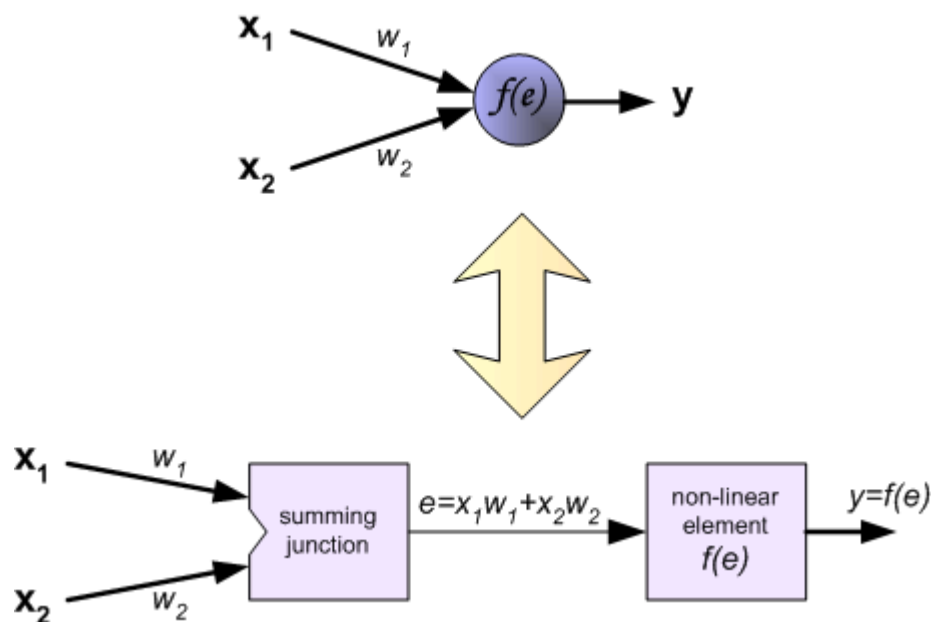 x₁
w₁
f(e)
y
w₂
x₂
x₁
w₁
summing
junction
e=x₁w₁+x₂w₂
non-linear
element
f(e)
y=f(e)
x₂
w₂